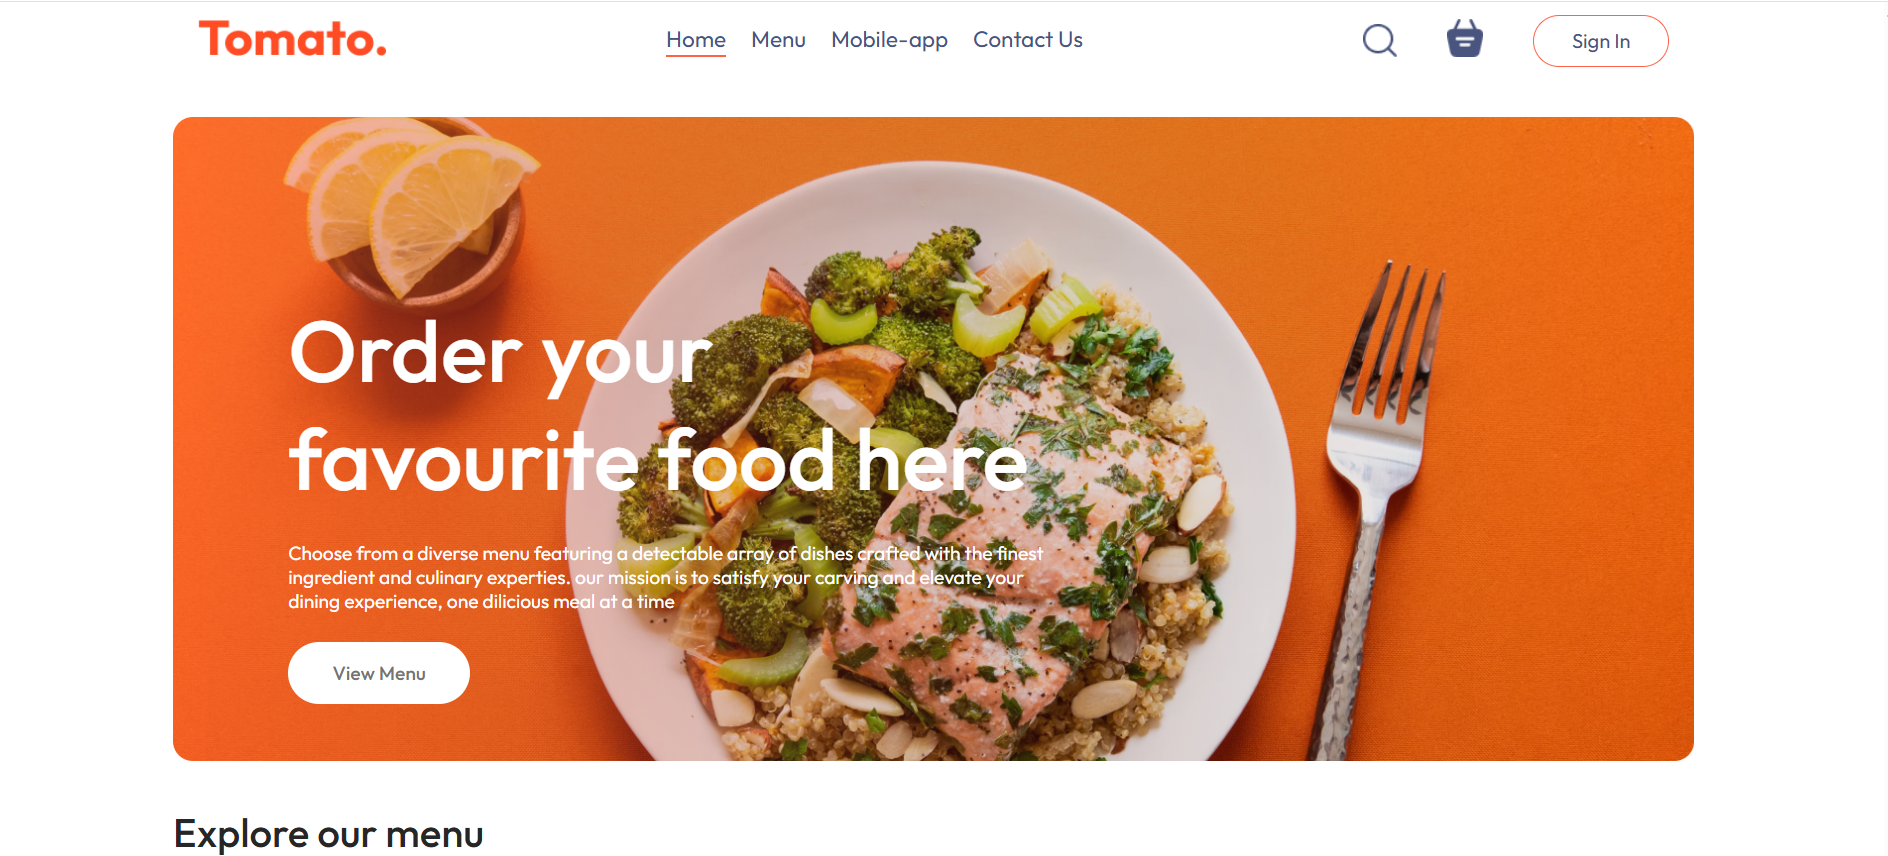 Tomato.
Home Menu Mobile-app Contact Us
Sign In
Order your
favourite food here
Choose from a diverse menu featuring a detectable array of dishes crafted with the finest
ingredient and culinary experties. our mission is to satisfy your carving and elevate your
dining experience, one dilicious meal at a time
View Menu
Explore our menu